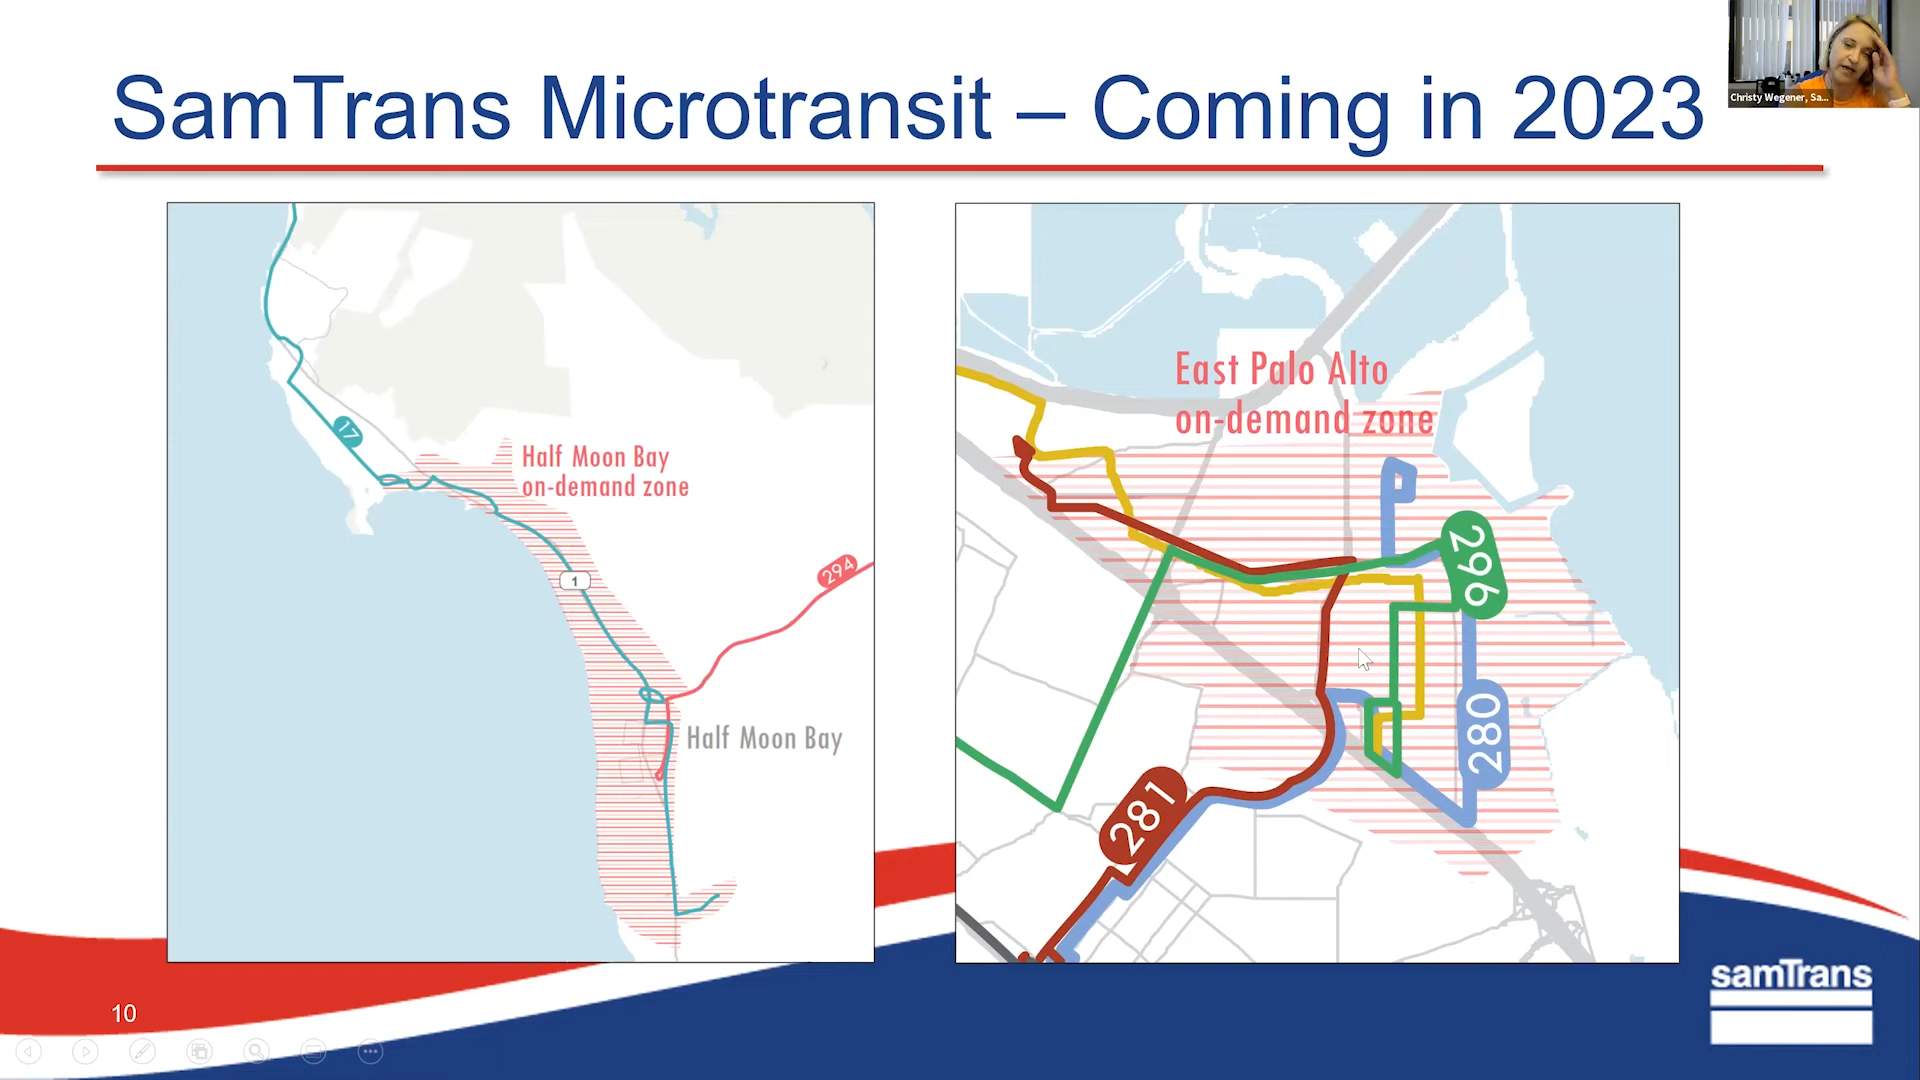 SamTrans Microtransit – Coming in 2023
Christy Wegener, Sa...
17
Half Moon Bay
on-demand zone
1
294
Half Moon Bay
East Palo Alto
on-demand zone
296
280
281
samTrans
10